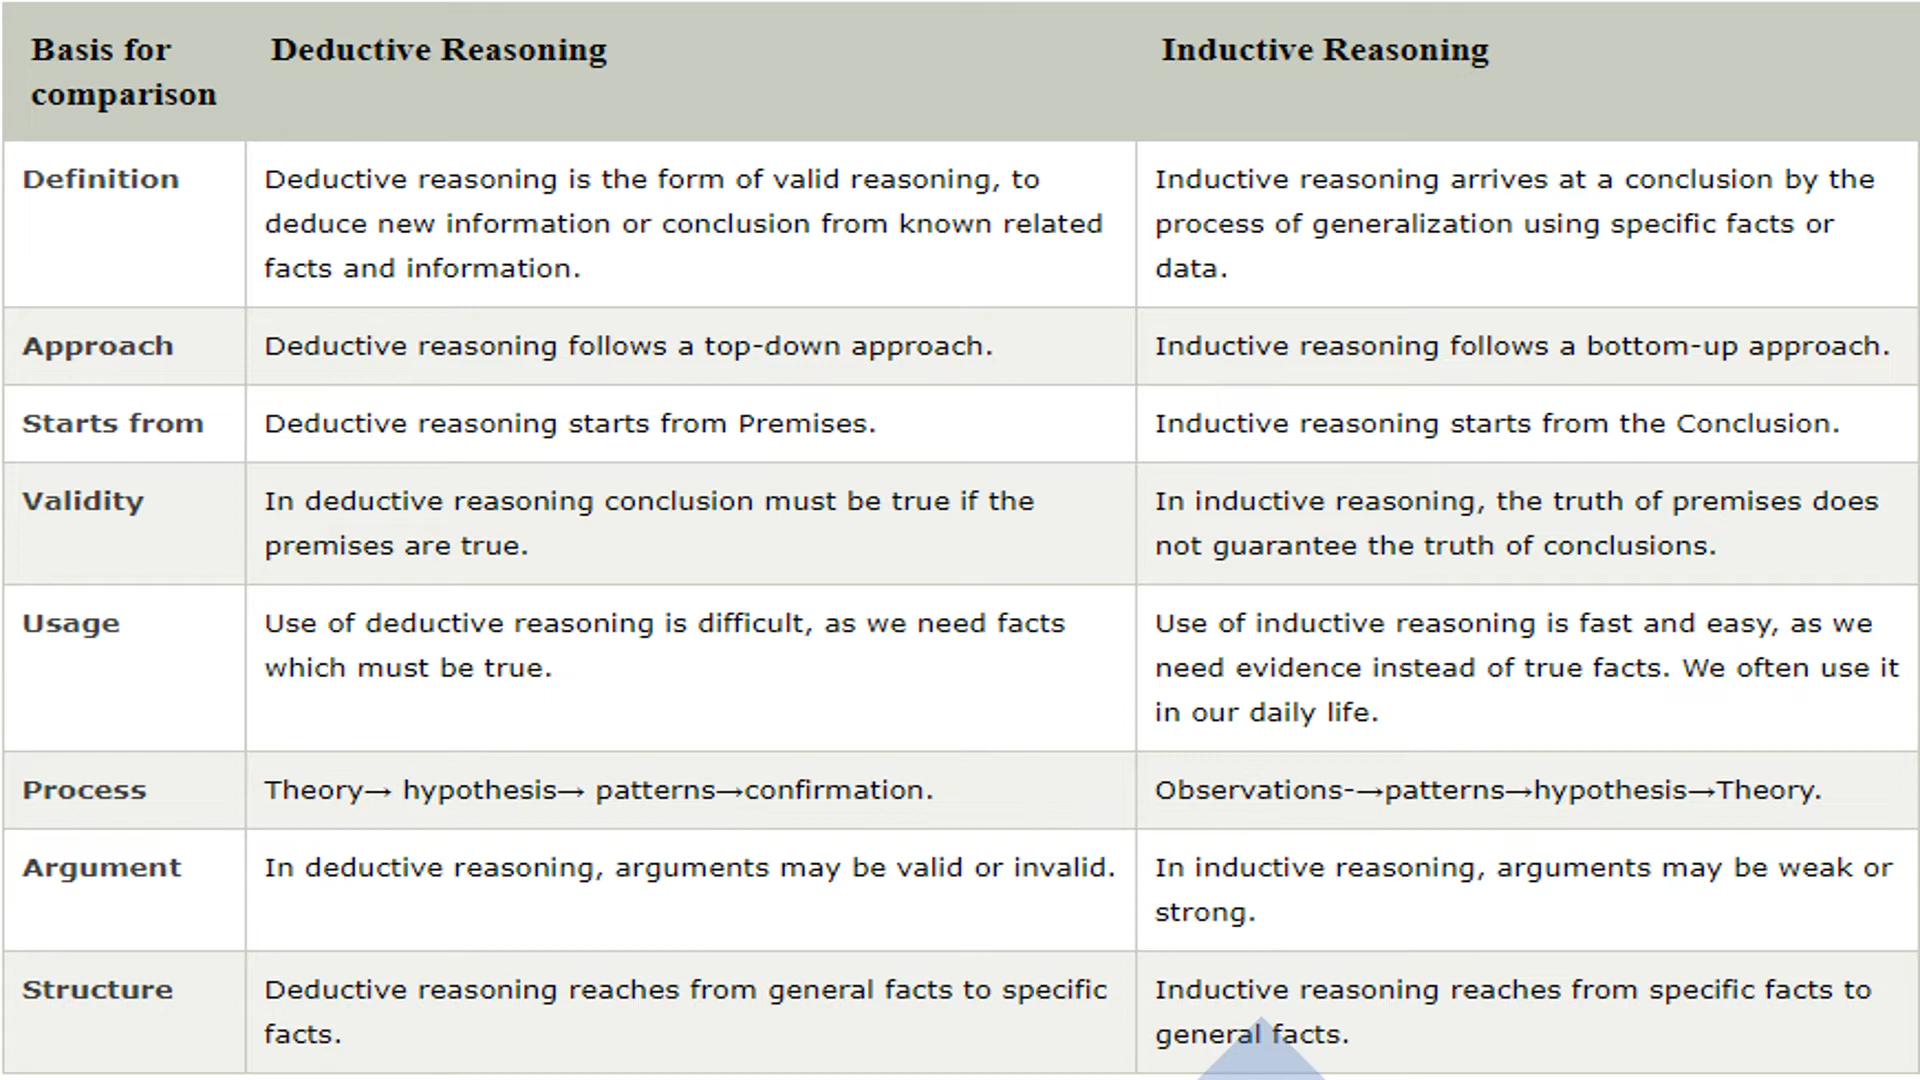 Basis for
comparison
Deductive Reasoning
Inductive Reasoning
Definition
Deductive reasoning is the form of valid reasoning, to
deduce new information or conclusion from known related
facts and information.
Inductive reasoning arrives at a conclusion by the
process of generalization using specific facts or
data.
Approach
Deductive reasoning follows a top-down approach.
Inductive reasoning follows a bottom-up approach.
Starts from
Deductive reasoning starts from Premises.
Inductive reasoning starts from the Conclusion.
Validity
In deductive reasoning conclusion must be true if the
premises are true.
In inductive reasoning, the truth of premises does
not guarantee the truth of conclusions.
Usage
Use of deductive reasoning is difficult, as we need facts
which must be true.
Use of inductive reasoning is fast and easy, as we
need evidence instead of true facts. We often use it
in our daily life.
Process
Theory→ hypothesis→ patterns→confirmation.
Observations-→patterns→hypothesis→Theory.
Argument
In deductive reasoning, arguments may be valid or invalid.
In inductive reasoning, arguments may be weak or
strong.
Structure
Deductive reasoning reaches from general facts to specific
facts.
Inductive reasoning reaches from specific facts to
general facts.